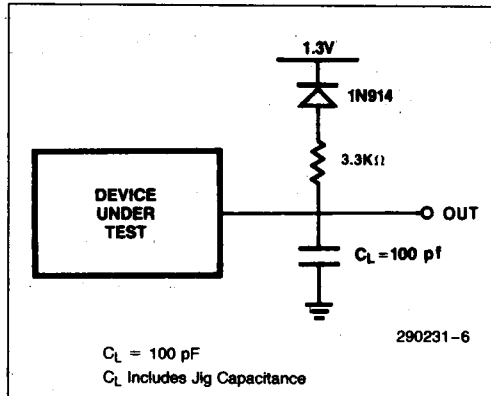 1.3V
1N914
3.3KΩ
DEVICE
UNDER
TEST
OUT
C_L = 100 pf
290231-6
C_L = 100 pF
C_L Includes Jig Capacitance